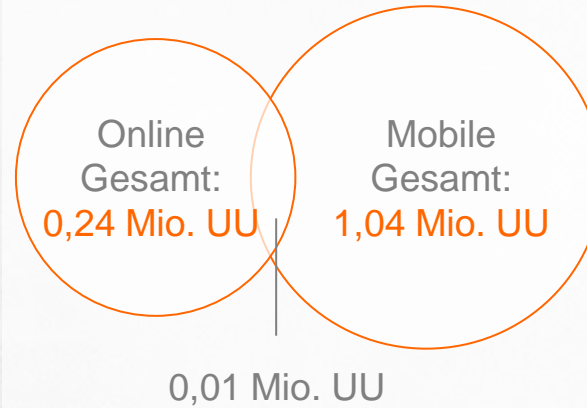 Online
Gesamt:
0,24 Mio. UU
Mobile
Gesamt:
1,04 Mio. UU
0,01 Mio. UU